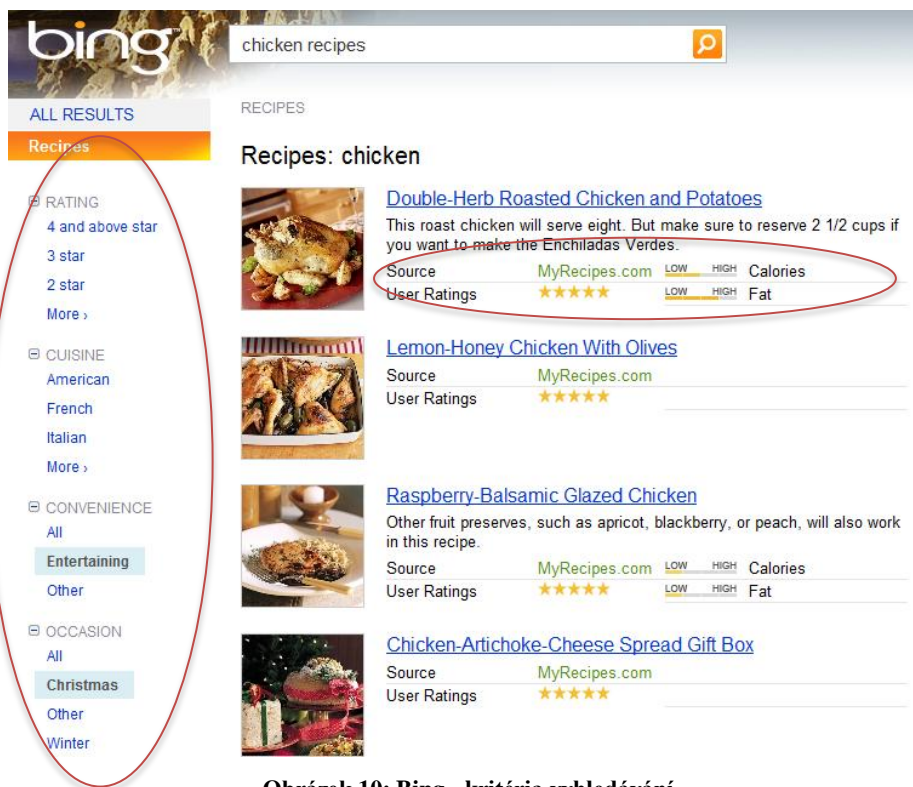 bing
chicken recipes
ALL RESULTS
Recipes
RATING
4 and above star
3 star
2 star
More ›
CUISINE
American
French
Italian
More ›
CONVENIENCE
All
Entertaining
Other
OCCASION
All
Christmas
Other
Winter
RECIPES
Recipes: chicken
Double-Herb Roasted Chicken and Potatoes
This roast chicken will serve eight. But make sure to reserve 2 1/2 cups if
you want to make the Enchiladas Verdes.
Source MyRecipes.com LOW HIGH Calories
User Ratings ★★★★★ LOW HIGH Fat
Lemon-Honey Chicken With Olives
Source MyRecipes.com
User Ratings ★★★★★
Raspberry-Balsamic Glazed Chicken
Other fruit preserves, such as apricot, blackberry, or peach, will also work
in this recipe.
Source MyRecipes.com LOW HIGH Calories
User Ratings ★★★★★ LOW HIGH Fat
Chicken-Artichoke-Cheese Spread Gift Box
Source MyRecipes.com
User Ratings ★★★★★
Obrázek 10: Bing - kritéria vyhledávání